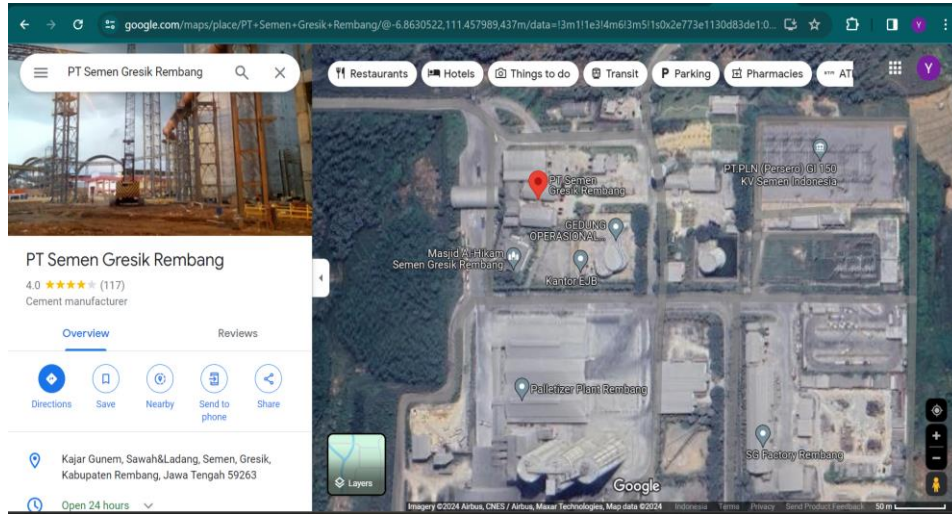 google.com/maps/place/PT+Semen+Gresik+Rembang/@-6.8630522,111.457989,437m/data=!3m1!1e3!4m6!3m5!1s0x2e773e1130d83de1:0...
Y
PT Semen Gresik Rembang
Restaurants
Hotels
Things to do
Transit
Parking
Pharmacies
Y
PT Semen Gresik Rembang
4.0 (117)
Cement manufacturer
Overview
Reviews
Directions
Save
Nearby
Send to phone
Share
Kajar Gunem, Sawah&Ladang, Semen, Gresik,
Kabupaten Rembang, Jawa Tengah 59263
Open 24 hours
PT Semen
Gresik Rembang
PT.PLN (Persero) GI 150
KV Semen Indonesia
GEDUNG
OPERASIONAL...
Masjid Al-Hikam
Semen Gresik Rembang
Kantor EJB
Palletizer Plant Rembang
SG Factory Rembang
Layers
Google
Imagery ©2024 Airbus, CNES / Airbus, Maxar Technologies, Map data ©2024
Indonesia
Terms
Privacy
Send Product Feedback
50 m